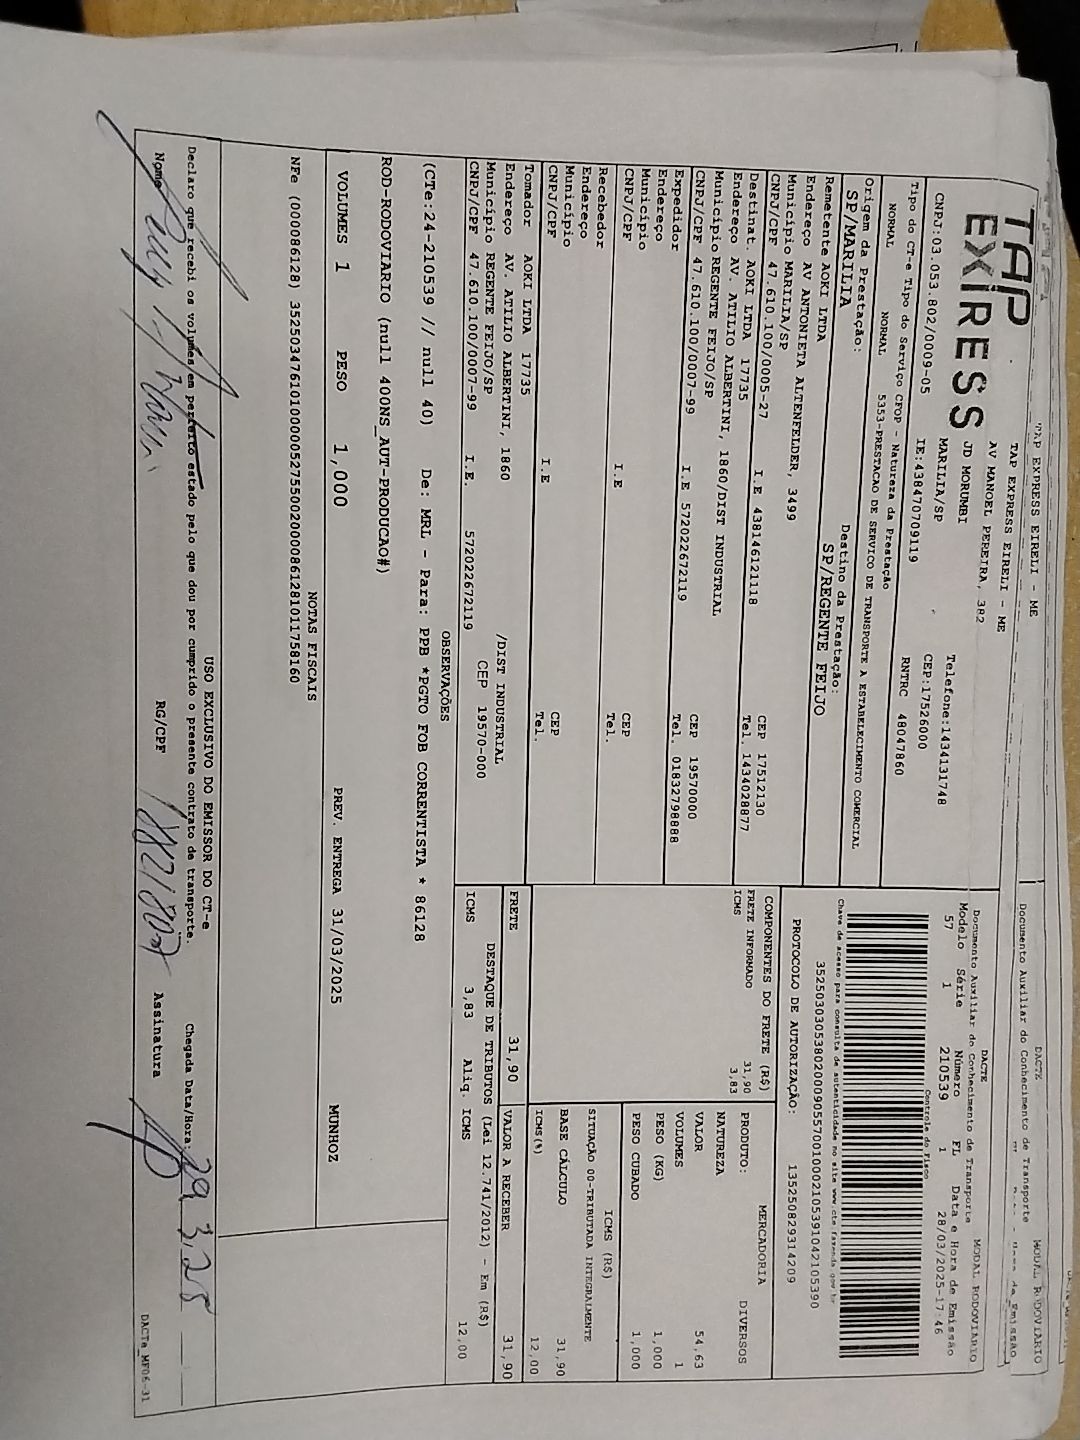 TAP EXPRESS EIRELI - ME
DACTE
Documento Auxiliar do Conhecimento de Transporte
MODAL RODOVIARIO
TAP EXPRESS
TAP EXPRESS EIRELI - ME
AV MANOEL PEREIRA, 382
JD MORUMBI
MARILIA/SP
Telefone:1434131748
CEP:17526000
CNPJ:03.053.802/0009-05
IE:438470709119
RNTRC 48047860
DACTE
Documento Auxiliar do Conhecimento de Transporte MODAL RODOVIARIO
Modelo Série Número FL Data e Hora de Emissão
57 1 210539 1 28/03/2025-17:46
Controle do Fisco
Tipo do CT-e Tipo do Serviço CFOP - Natureza da Prestação
NORMAL NORMAL 5353-PRESTACAO DE SERVICO DE TRANSPORTE A ESTABELECIMENTO COMERCIAL
Origem da Prestação: Destino da Prestação:
SP/MARILIA SP/REGENTE FEIJO
Chave de acesso para consulta de autenticidade no site www.cte.fazenda.gov.br
35250303053802000905570010002105391042105390
PROTOCOLO DE AUTORIZAÇÃO: 135250829314209
Remetente AOKI LTDA
Endereço AV ANTONIETA ALTENFELDER, 3499
Município MARILIA/SP CEP 17512130
CNPJ/CPF 47.610.100/0005-27 I.E 438146121118 Tel. 1434028877
Destinat. AOKI LTDA 17735
Endereço AV. ATILIO ALBERTINI, 1860/DIST INDUSTRIAL
Município REGENTE FEIJO/SP CEP 19570000
CNPJ/CPF 47.610.100/0007-99 I.E 572022672119 Tel. 01832798888
Expedidor
Endereço
Município CEP
CNPJ/CPF I.E Tel.
Recebedor
Endereço
Município CEP
CNPJ/CPF I.E Tel.
Tomador AOKI LTDA 17735
Endereço AV. ATILIO ALBERTINI, 1860 /DIST INDUSTRIAL
Município REGENTE FEIJO/SP CEP 19570-000
CNPJ/CPF 47.610.100/0007-99 I.E. 572022672119
COMPONENTES DO FRETE (R$)
FRETE INFORMADO 31,90
ICMS 3,83
MERCADORIA
PRODUTO: DIVERSOS
NATUREZA
VALOR 54,63
VOLUMES 1
PESO (KG) 1,000
PESO CUBADO 1,000
ICMS (R$)
SITUAÇÃO 00-TRIBUTADA INTEGRALMENTE
BASE CÁLCULO 31,90
ICMS(%) 12,00
FRETE 31,90 VALOR A RECEBER 31,90
DESTAQUE DE TRIBUTOS (Lei 12.741/2012) - Em (R$)
ICMS 3,83 Aliq. ICMS 12,00
OBSERVAÇÕES
(CTe:24-210539 // null 40) De: MRL - Para: PPB *PGTO FOB CORRENTISTA * 86128
ROD-RODOVIARIO (null 400NS_AUT-PRODUCAO#)
VOLUMES 1 PESO 1,000 PREV. ENTREGA 31/03/2025 MUNHOZ
NOTAS FISCAIS
NFe (000086128) 35250347610100000527550020000861281011758160
USO EXCLUSIVO DO EMISSOR DO CT-e
Declaro que recebi os volumes em perfeito estado pelo que dou por cumprido o presente contrato de transporte. Chegada Data/Hora: 29 3.25
Nome RG/CPF Assinatura
DACTe_MF06-31